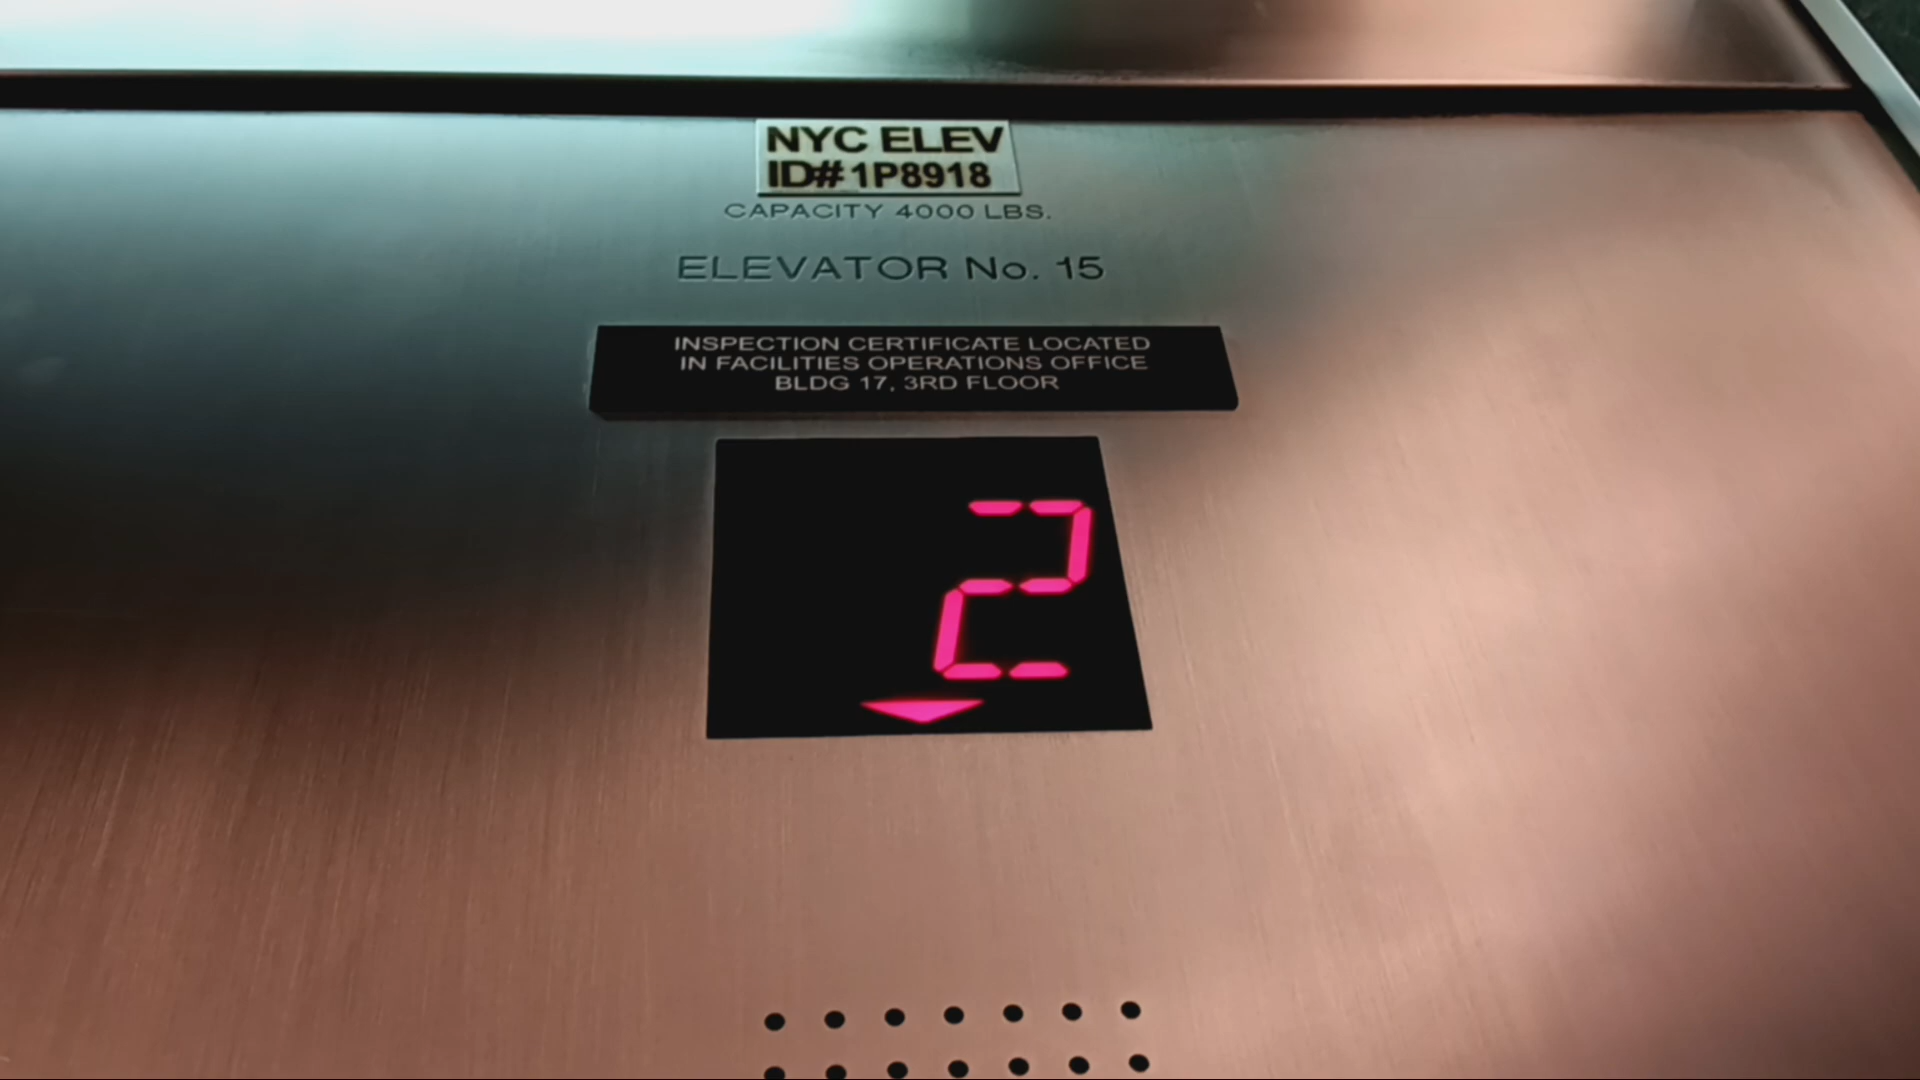 NYC ELEV
ID# 1P8918
CAPACITY 4000 LBS.
ELEVATOR No. 15
INSPECTION CERTIFICATE LOCATED
IN FACILITIES OPERATIONS OFFICE
BLDG 17, 3RD FLOOR
2